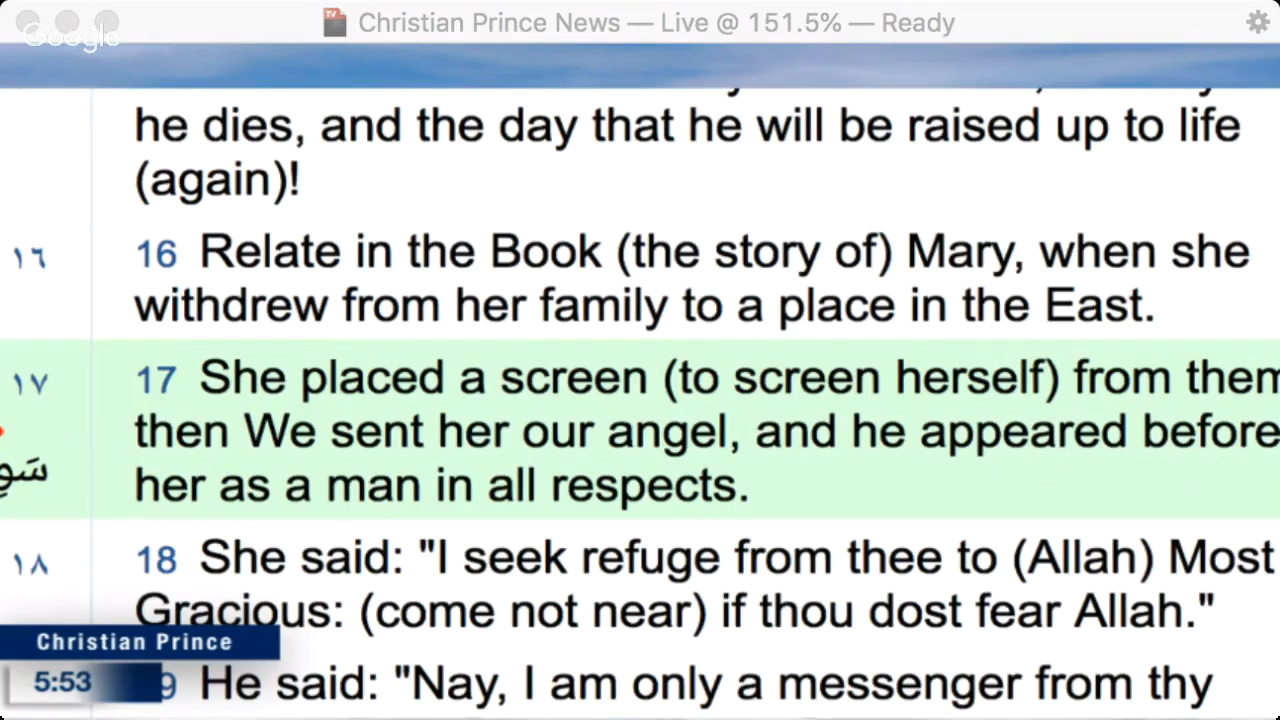 Christian Prince News — Live @ 151.5% — Ready
Google
he dies, and the day that he will be raised up to life
(again)!
١٦
16 Relate in the Book (the story of) Mary, when she
withdrew from her family to a place in the East.
١٧
17 She placed a screen (to screen herself) from them
then We sent her our angel, and he appeared before
her as a man in all respects.
١٨
18 She said: "I seek refuge from thee to (Allah) Most
Gracious: (come not near) if thou dost fear Allah."
9 He said: "Nay, I am only a messenger from thy
Christian Prince
5:53